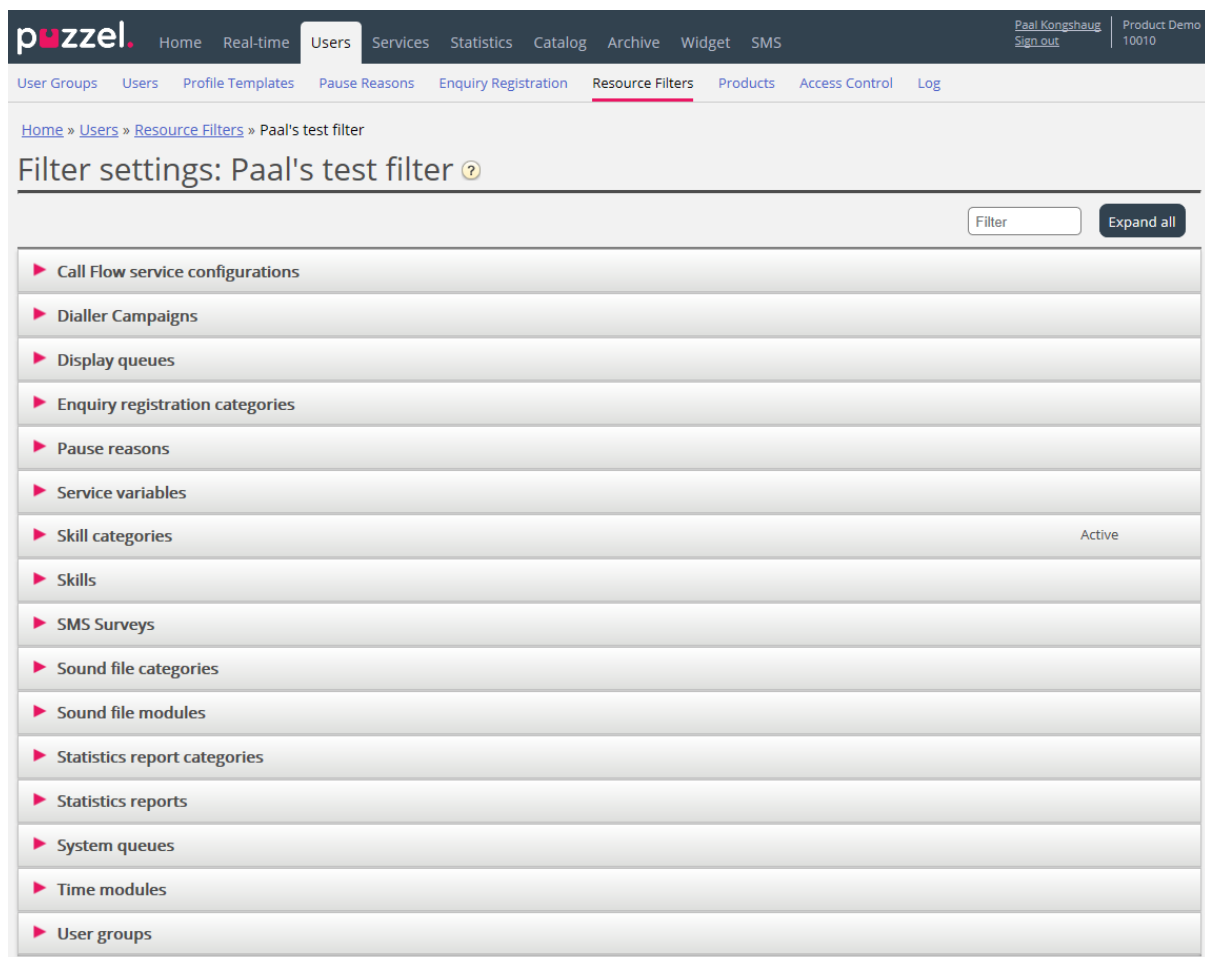 puzzel. Home Real-time Users Services Statistics Catalog Archive Widget SMS
Paal Kongshaug
Sign out
Product Demo
10010
User Groups Users Profile Templates Pause Reasons Enquiry Registration Resource Filters Products Access Control Log
Home » Users » Resource Filters » Paal's test filter
Filter settings: Paal's test filter ?
Filter Expand all
Call Flow service configurations
Dialler Campaigns
Display queues
Enquiry registration categories
Pause reasons
Service variables
Skill categories Active
Skills
SMS Surveys
Sound file categories
Sound file modules
Statistics report categories
Statistics reports
System queues
Time modules
User groups